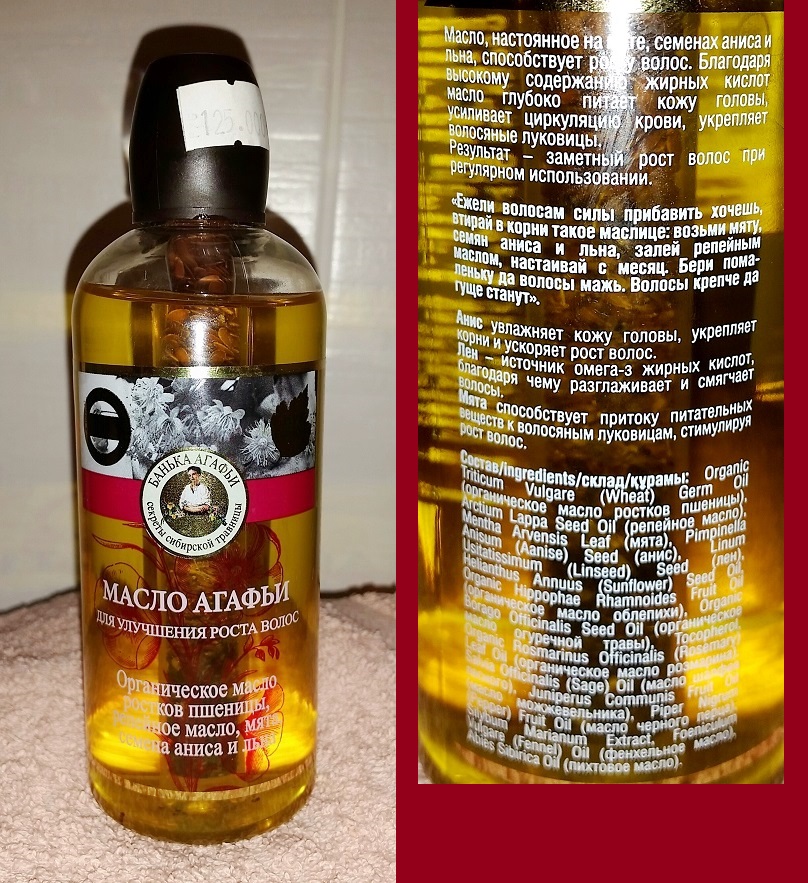 125.00
БАНЬКА АГАФЬИ
секреты сибирской травницы
МАСЛО АГАФЬИ
ДЛЯ УЛУЧШЕНИЯ РОСТА ВОЛОС
Органическое масло
ростков пшеницы,
репейное масло, мята
семена аниса и льна
Масло, настоянное на мяте, семенах аниса и
льна, способствует росту волос. Благодаря
высокому содержанию жирных кислот
масло глубоко питает кожу головы,
усиливает циркуляцию крови, укрепляет
волосяные луковицы.
Результат – заметный рост волос при
регулярном использовании.
«Ежели волосам силы прибавить хочешь,
втирай в корни такое маслице: возьми мяту,
семян аниса и льна, залей репейным
маслом, настаивай с месяц. Бери пома-
леньку да волосы мажь. Волосы крепче да
гуще станут».
Анис увлажняет кожу головы, укрепляет
корни и ускоряет рост волос.
Лен – источник омега-3 жирных кислот,
благодаря чему разглаживает и смягчает
волосы.
Мята способствует притоку питательных
веществ к волосяным луковицам, стимулируя
рост волос.
Состав/ingredients/склад/құрамы: Organic
Triticum Vulgare (Wheat) Germ Oil
(органическое масло ростков пшеницы),
Arctium Lappa Seed Oil (репейное масло),
Mentha Arvensis Leaf (мята), Pimpinella
Anisum (Aanise) Seed (анис), Linum
Usitatissimum (Linseed) Seed (лен),
Helianthus Annuus (Sunflower) Seed Oil,
Organic Hippophae Rhamnoides Fruit Oil
(органическое масло облепихи), Organic
Borago Officinalis Seed Oil (органическое
масло огуречной травы), Tocopherol,
Organic Rosmarinus Officinalis (Rosemary)
Leaf Oil (органическое масло розмарина),
Salvia Officinalis (Sage) Oil (масло шалфея
), Juniperus Communis Fruit Oil
(масло можжевельника), Piper Nigrum
(Pepper) Fruit Oil (масло черного перца),
Silybum Marianum Extract, Foeniculum
Vulgare (Fennel) Oil (фенхельное масло),
Abies Sibirica Oil (пихтовое масло).